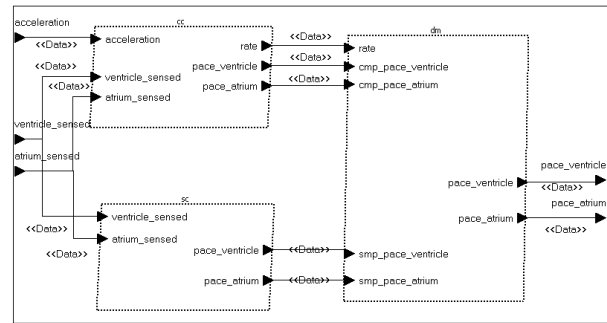 acceleration
<<Data>>
<<Data>>
<<Data>>
ventricle_sensed
atrium_sensed
<<Data>>
<<Data>>
cc
acceleration
ventricle_sensed
atrium_sensed
rate
pace_ventricle
pace_atrium
<<Data>>
<<Data>>
<<Data>>
sc
ventricle_sensed
atrium_sensed
pace_ventricle
pace_atrium
<<Data>>
<<Data>>
dm
rate
cmp_pace_ventricle
cmp_pace_atrium
pace_ventricle
pace_atrium
smp_pace_ventricle
smp_pace_atrium
pace_ventricle
<<Data>>
pace_atrium
<<Data>>